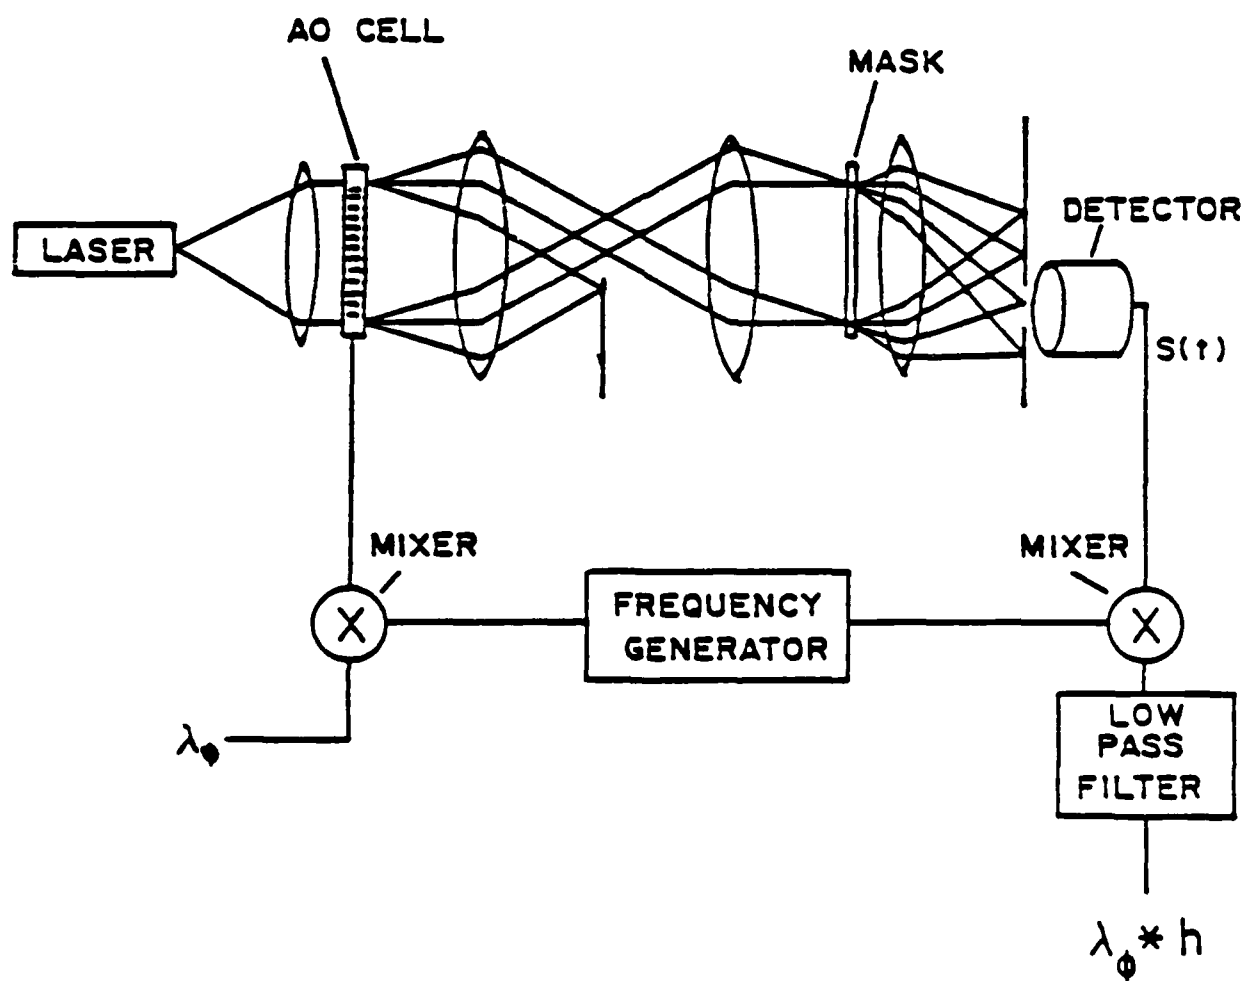 AO CELL
MASK
LASER
DETECTOR
S(t)
MIXER
MIXER
X
FREQUENCY
GENERATOR
X
λϕ
LOW
PASS
FILTER
λϕ * h